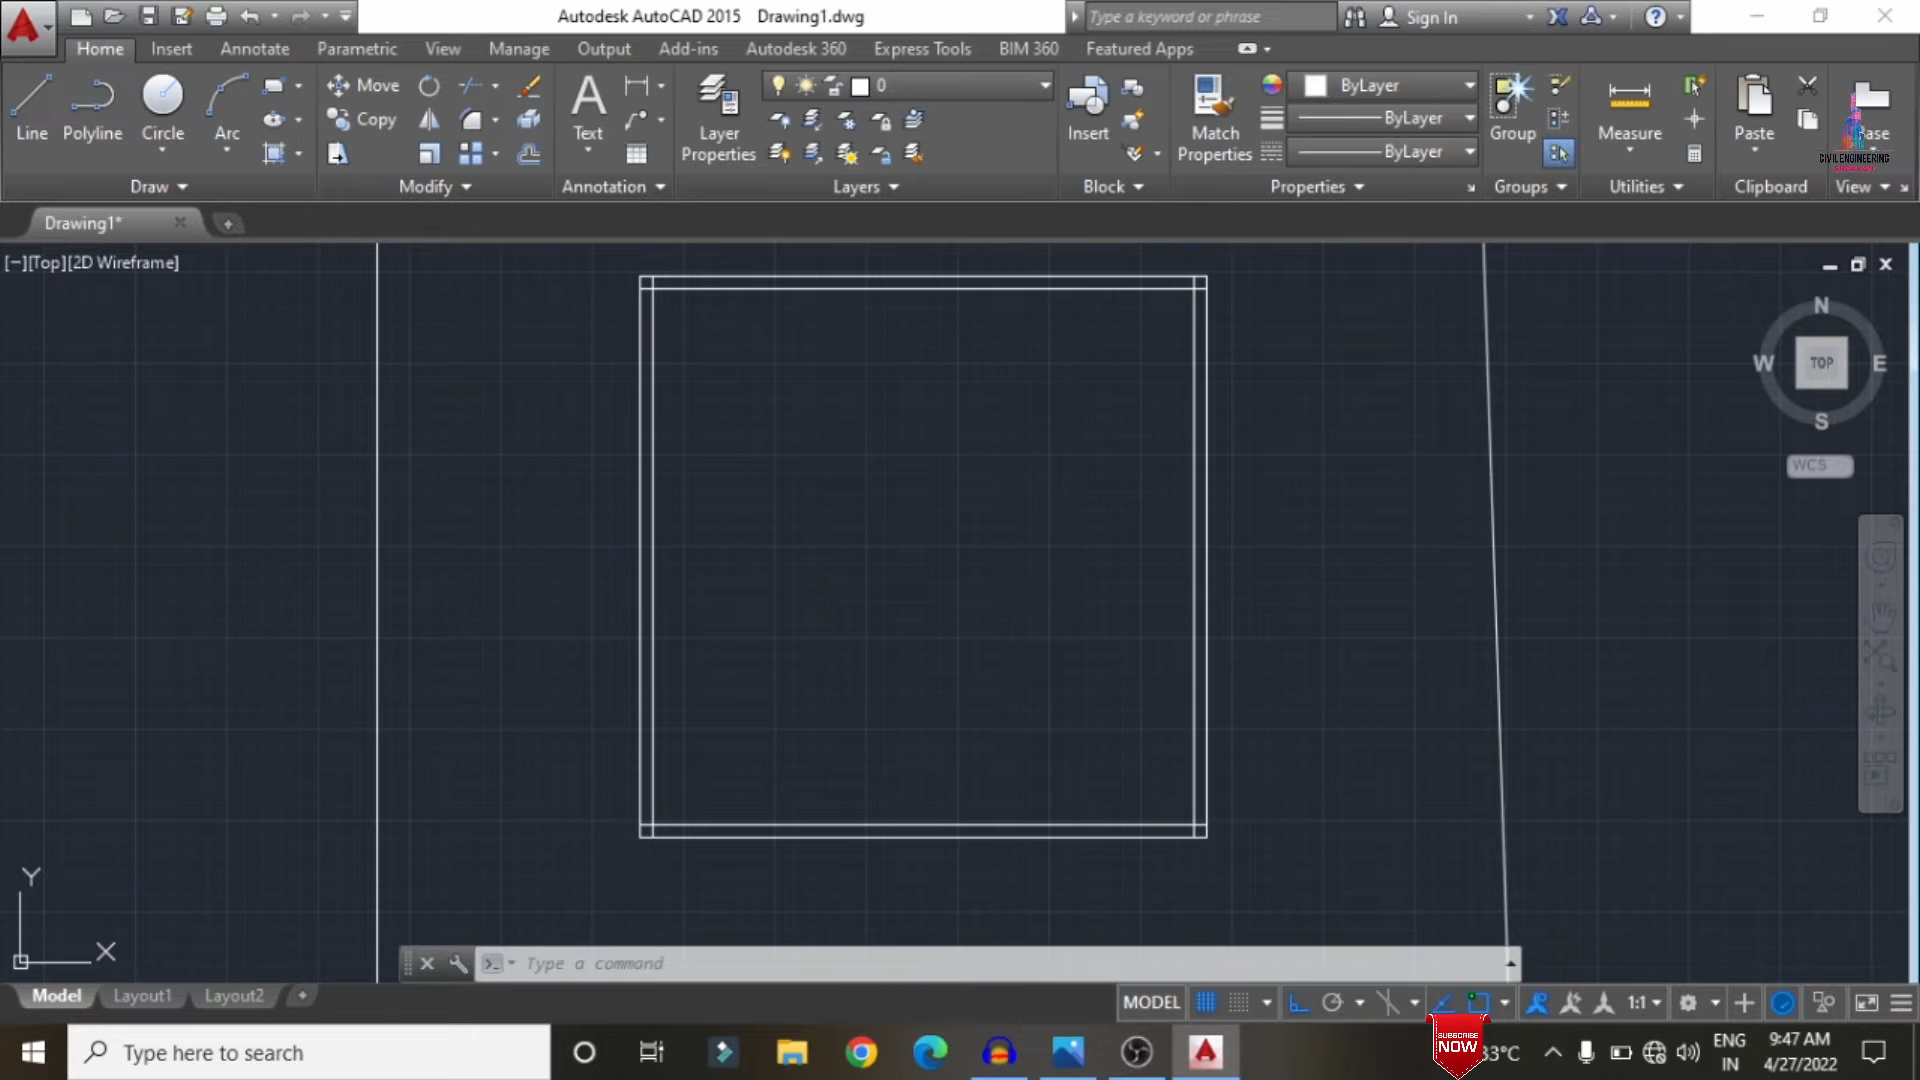 Autodesk AutoCAD 2015 Drawing1.dwg
Type a keyword or phrase
Sign In
Home Insert Annotate Parametric View Manage Output Add-ins Autodesk 360 Express Tools BIM 360 Featured Apps
Line Polyline Circle Arc
Move
Copy
Text
Layer Properties
0
Insert
Match Properties
ByLayer
ByLayer
ByLayer
Group
Measure
Paste
Base
CIVIL ENGINEERING
Draw Modify Annotation Layers Block Properties Groups Utilities Clipboard View
Drawing1*
[−][Top][2D Wireframe]
N
W TOP E
S
WCS
Y
X
Type a command
Model Layout1 Layout2
MODEL
1:1
SUBSCRIBE
NOW
Type here to search
33°C
ENG
IN
9:47 AM
4/27/2022